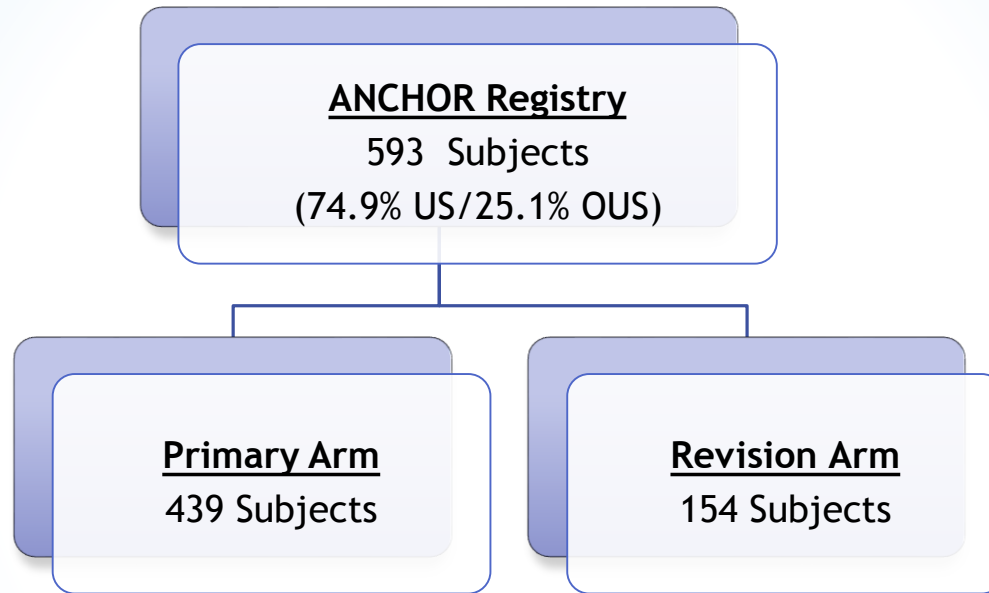 ANCHOR Registry
593 Subjects
(74.9% US/25.1% OUS)
Primary Arm
439 Subjects
Revision Arm
154 Subjects